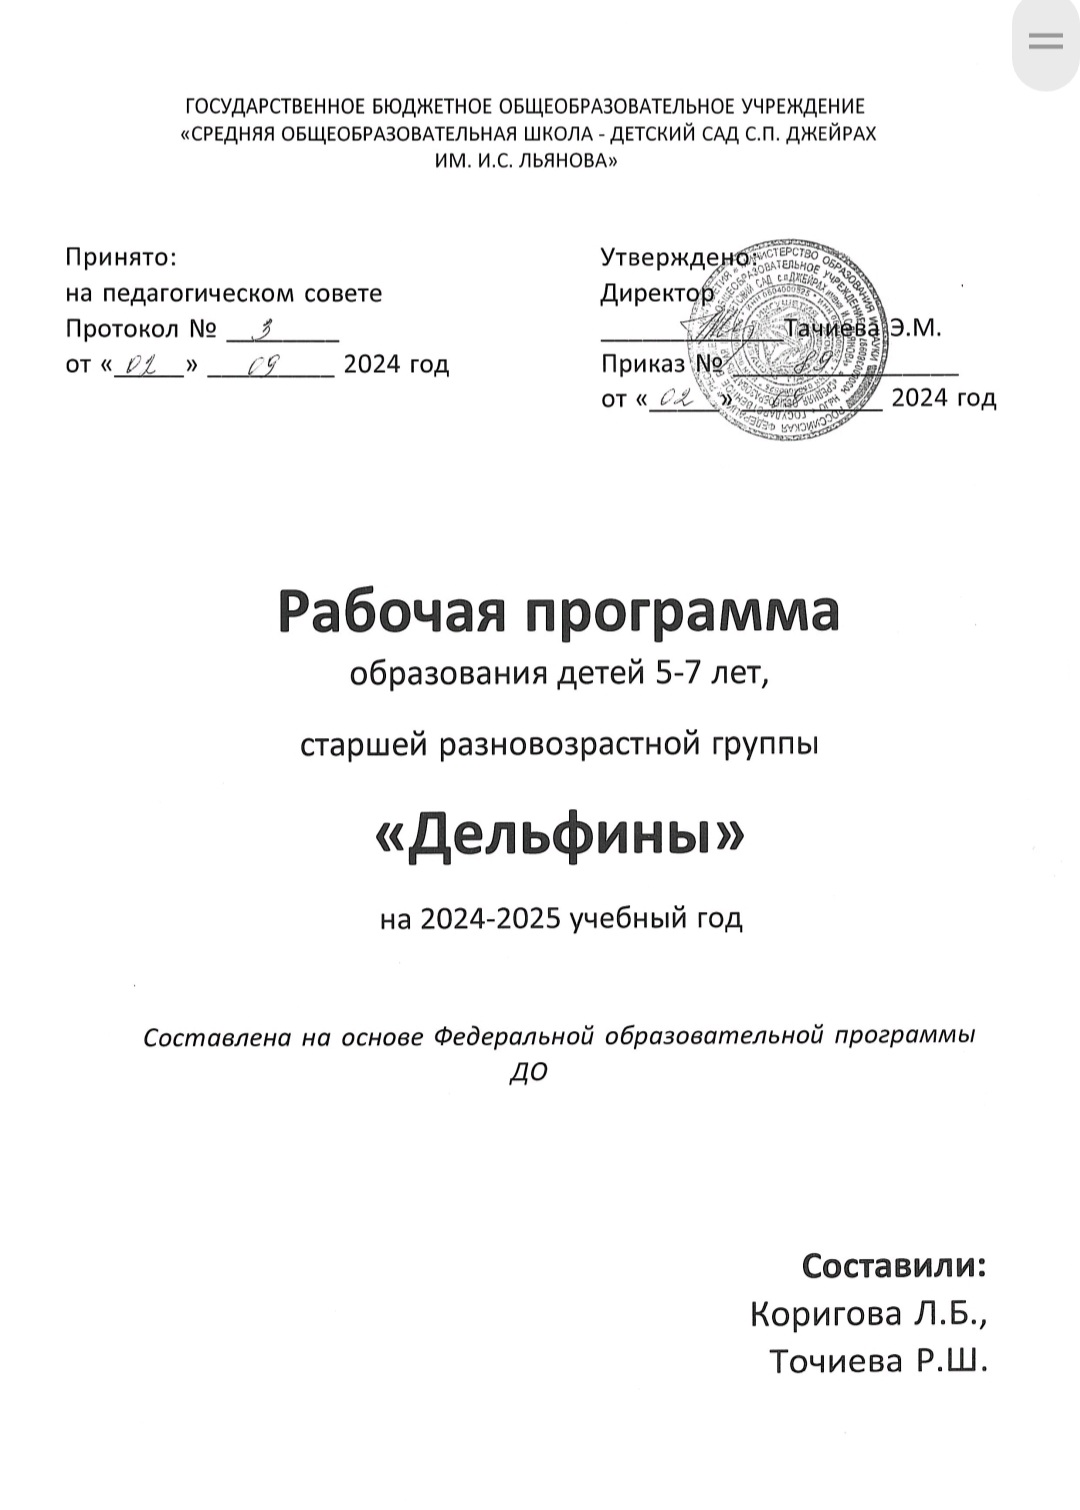 ГОСУДАРСТВЕННОЕ БЮДЖЕТНОЕ ОБЩЕОБРАЗОВАТЕЛЬНОЕ УЧРЕЖДЕНИЕ
«СРЕДНЯЯ ОБЩЕОБРАЗОВАТЕЛЬНАЯ ШКОЛА - ДЕТСКИЙ САД С.П. ДЖЕЙРАХ
ИМ. И.С. ЛЬЯНОВА»
Принято:
на педагогическом совете
Протокол № 3
от «02» 09 2024 год
Утверждено:
Директор
Тачиева Э.М.
Приказ № 89
от «02» 2024 год
Рабочая программа
образования детей 5-7 лет,
старшей разновозрастной группы
«Дельфины»
на 2024-2025 учебный год
Составлена на основе Федеральной образовательной программы
ДО
Составили:
Коригова Л.Б.,
Точиева Р.Ш.